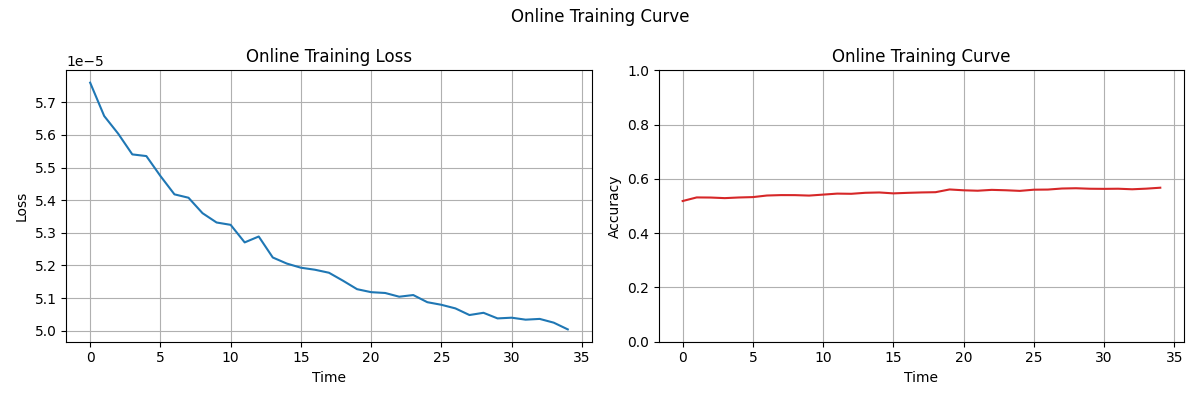 Online Training Curve
Online Training Loss
1e−5
5.7
5.6
5.5
5.4
5.3
5.2
5.1
5.0
Loss
0 5 10 15 20 25 30 35
Time
Online Training Curve
1.0
0.8
0.6
0.4
0.2
0.0
Accuracy
0 5 10 15 20 25 30 35
Time